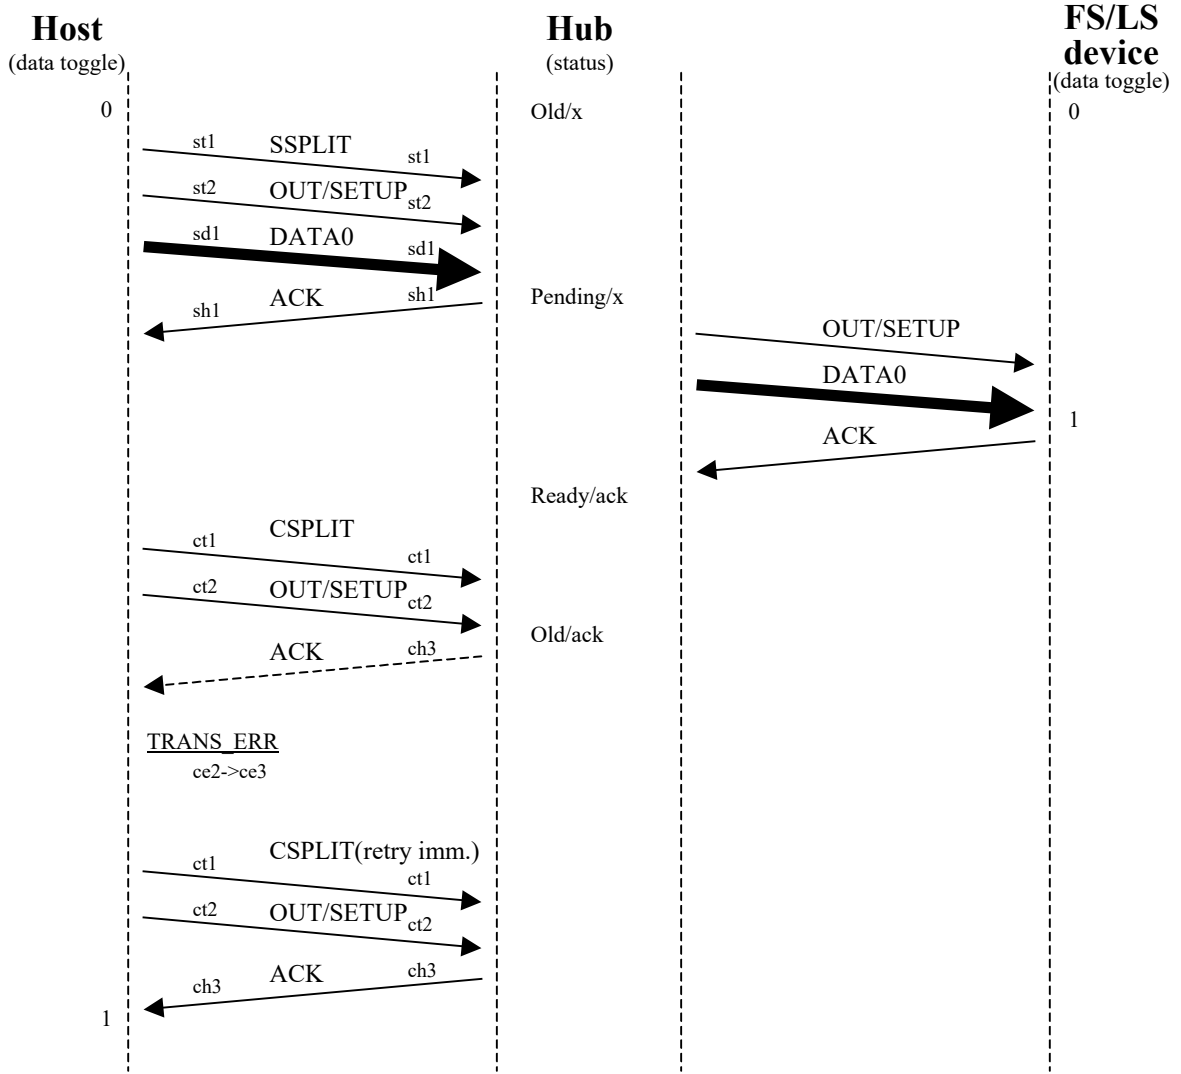 Host
(data toggle)
Hub
(status)
FS/LS
device
(data toggle)
0
Old/x
0
st1 SSPLIT st1
st2 OUT/SETUP st2
sd1 DATA0 sd1
sh1 ACK sh1
Pending/x
OUT/SETUP
DATA0
1
ACK
Ready/ack
ct1 CSPLIT ct1
ct2 OUT/SETUP ct2
Old/ack
ACK ch3
TRANS_ERR
ce2->ce3
ct1 CSPLIT(retry imm.) ct1
ct2 OUT/SETUP ct2
ch3 ACK ch3
1